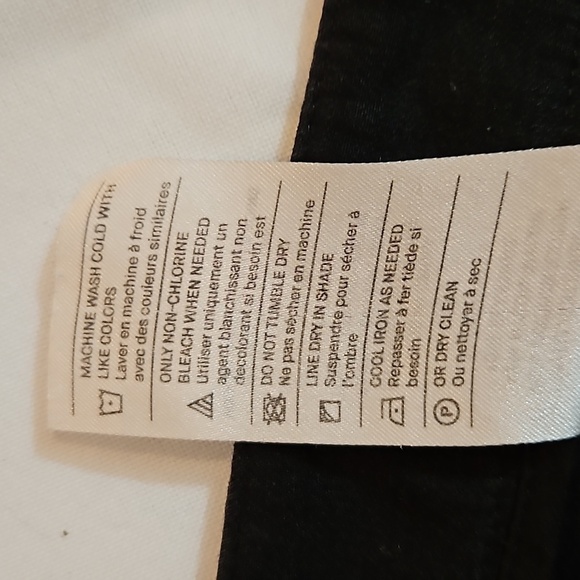 MACHINE WASH COLD WITH
LIKE COLORS
Laver en machine à froid
avec des couleurs similaires
ONLY NON-CHLORINE
BLEACH WHEN NEEDED
Utiliser uniquement un
agent blanchissant non
décolorant si besoin est
DO NOT TUMBLE DRY
Ne pas sécher en machine
LINE DRY IN SHADE
Suspendre pour sécher à
l'ombre
COOL IRON AS NEEDED
Repasser à fer tiède si
besoin
OR DRY CLEAN
Ou nettoyer à sec
P